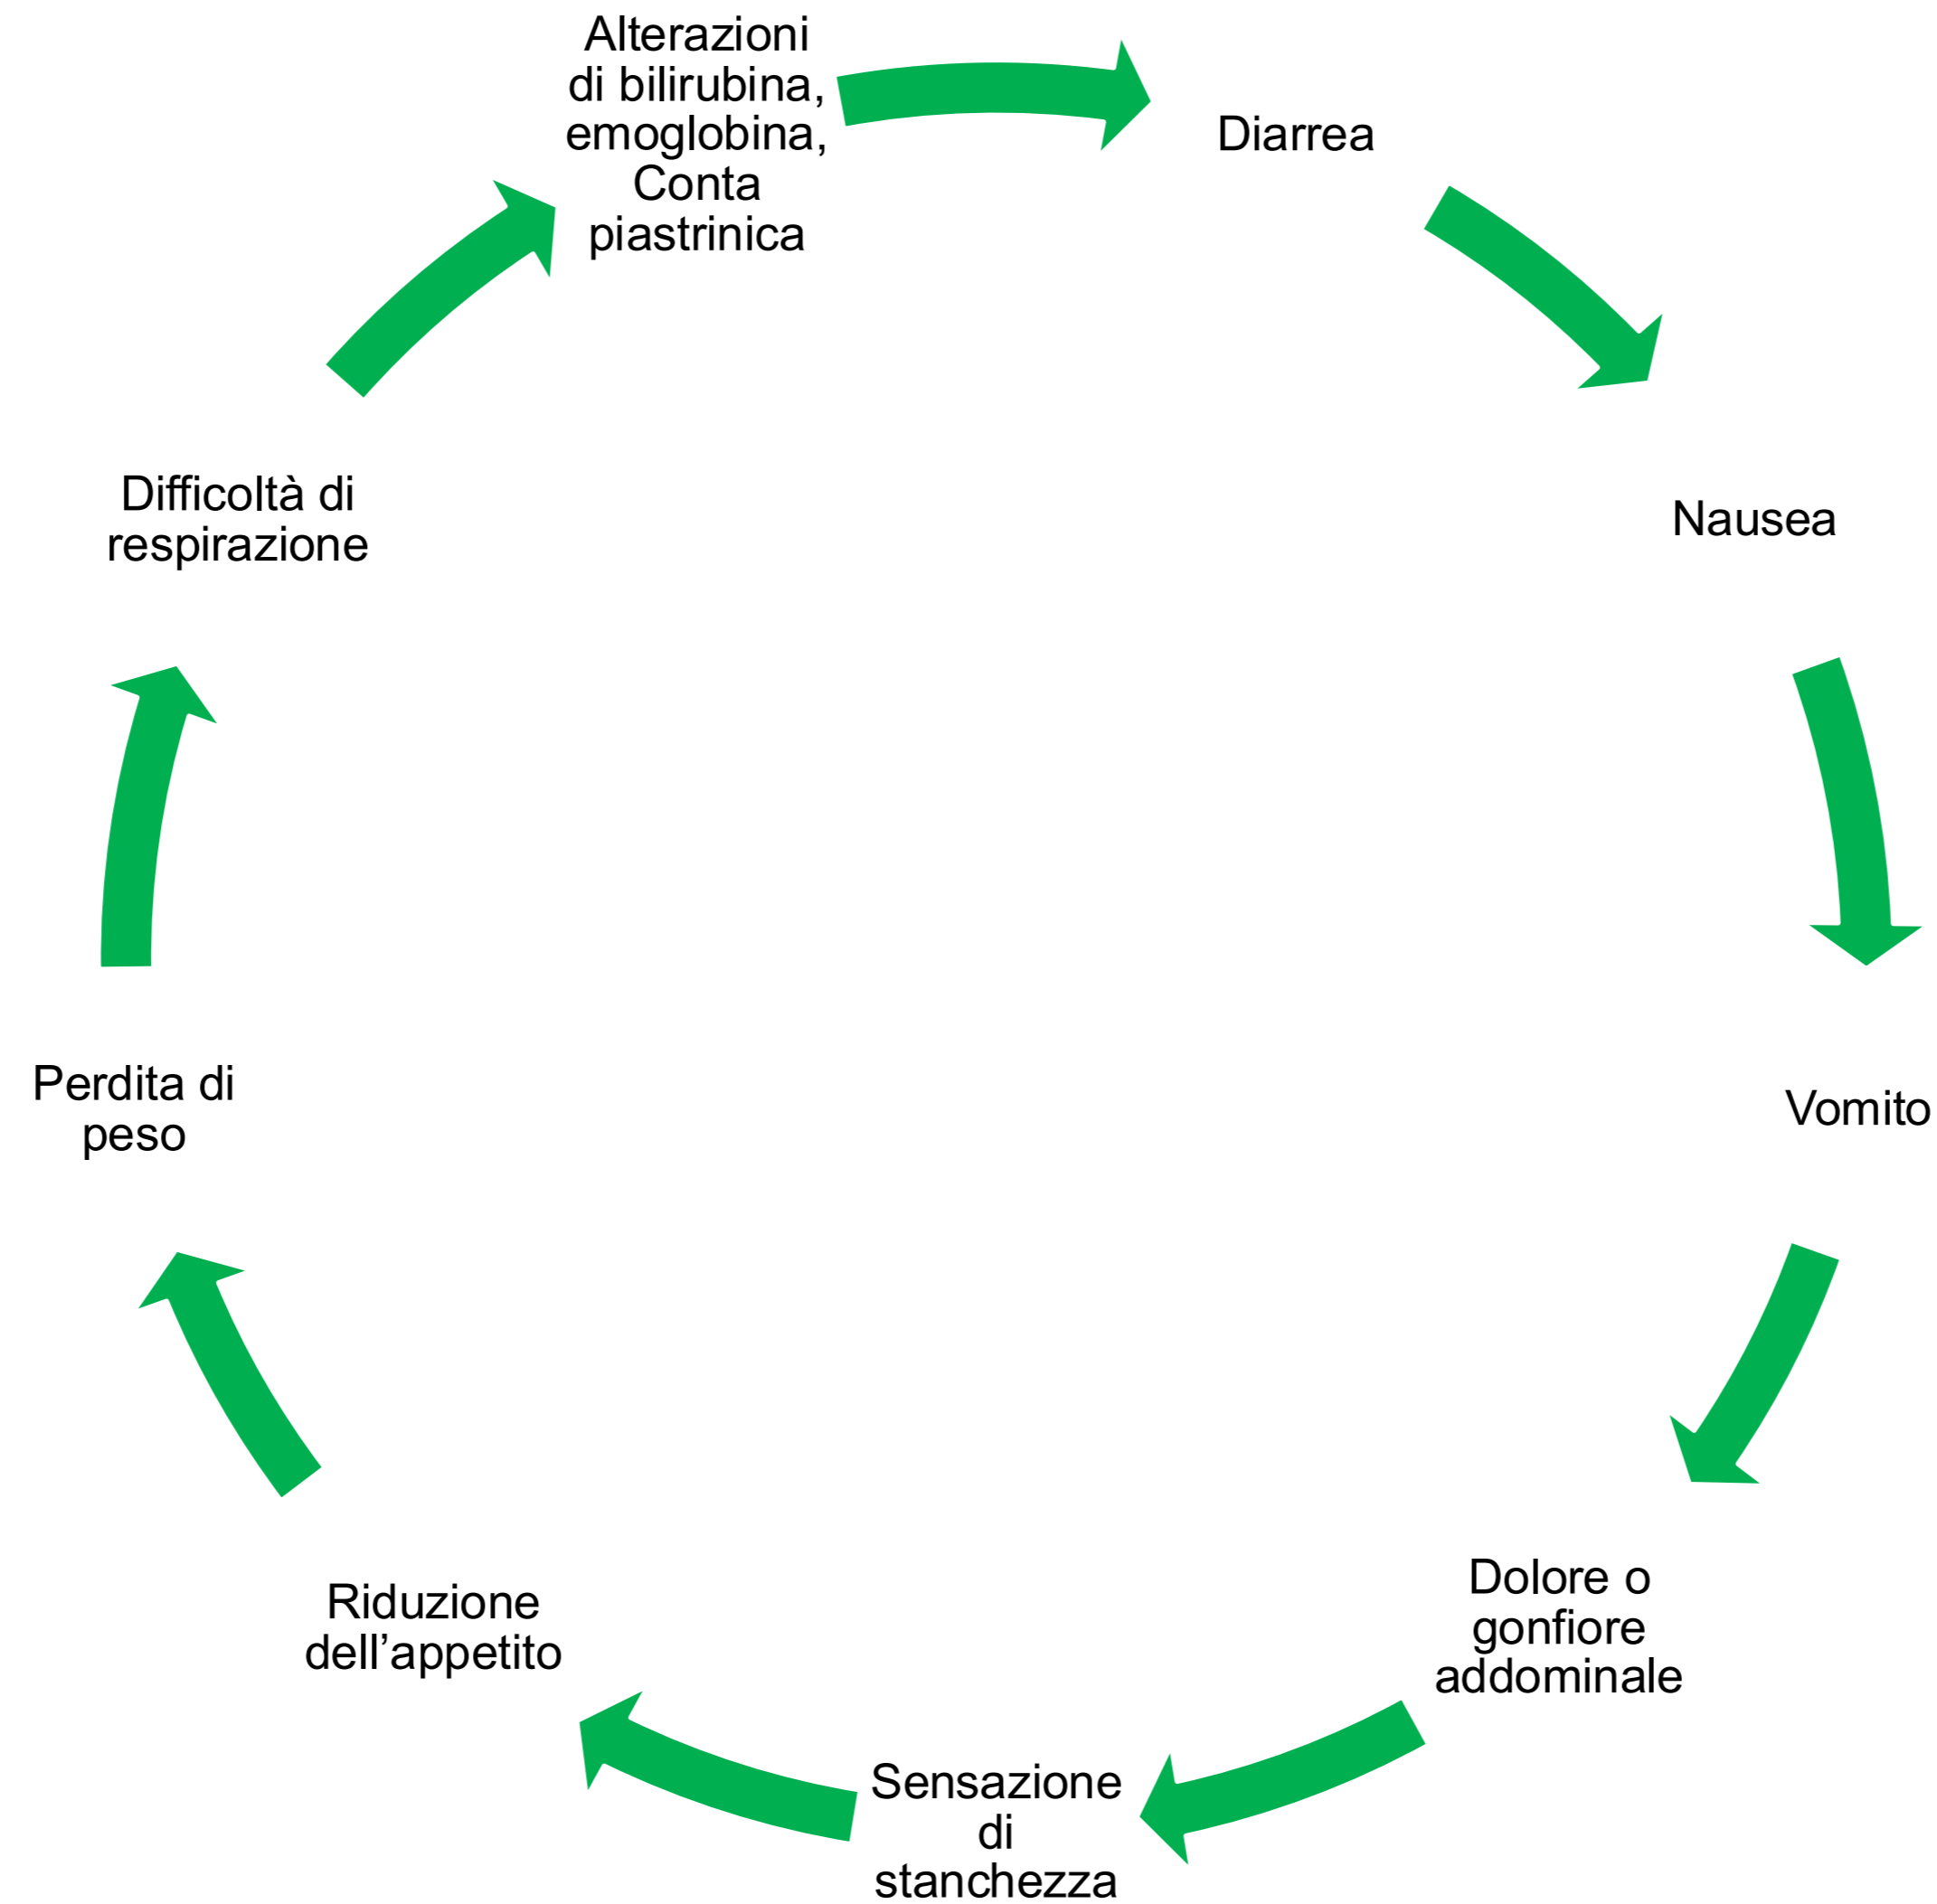 Alterazioni
di bilirubina,
emoglobina,
Conta
piastrinica
Diarrea
Nausea
Vomito
Dolore o
gonfiore
addominale
Sensazione
di
stanchezza
Riduzione
dell’appetito
Perdita di
peso
Difficoltà di
respirazione